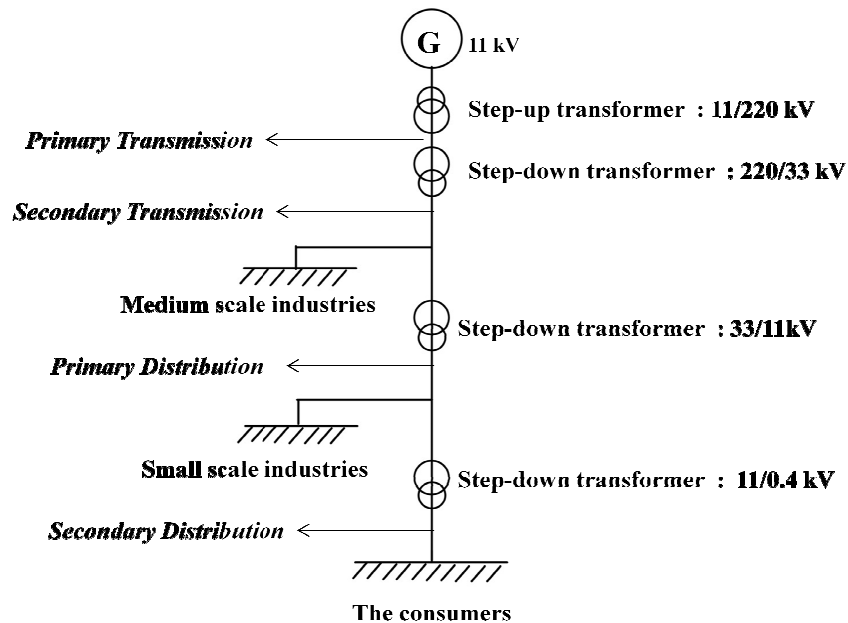 G 11 kV
Step-up transformer : 11/220 kV
Primary Transmission
Step-down transformer : 220/33 kV
Secondary Transmission
Medium scale industries
Step-down transformer : 33/11kV
Primary Distribution
Small scale industries
Step-down transformer : 11/0.4 kV
Secondary Distribution
The consumers